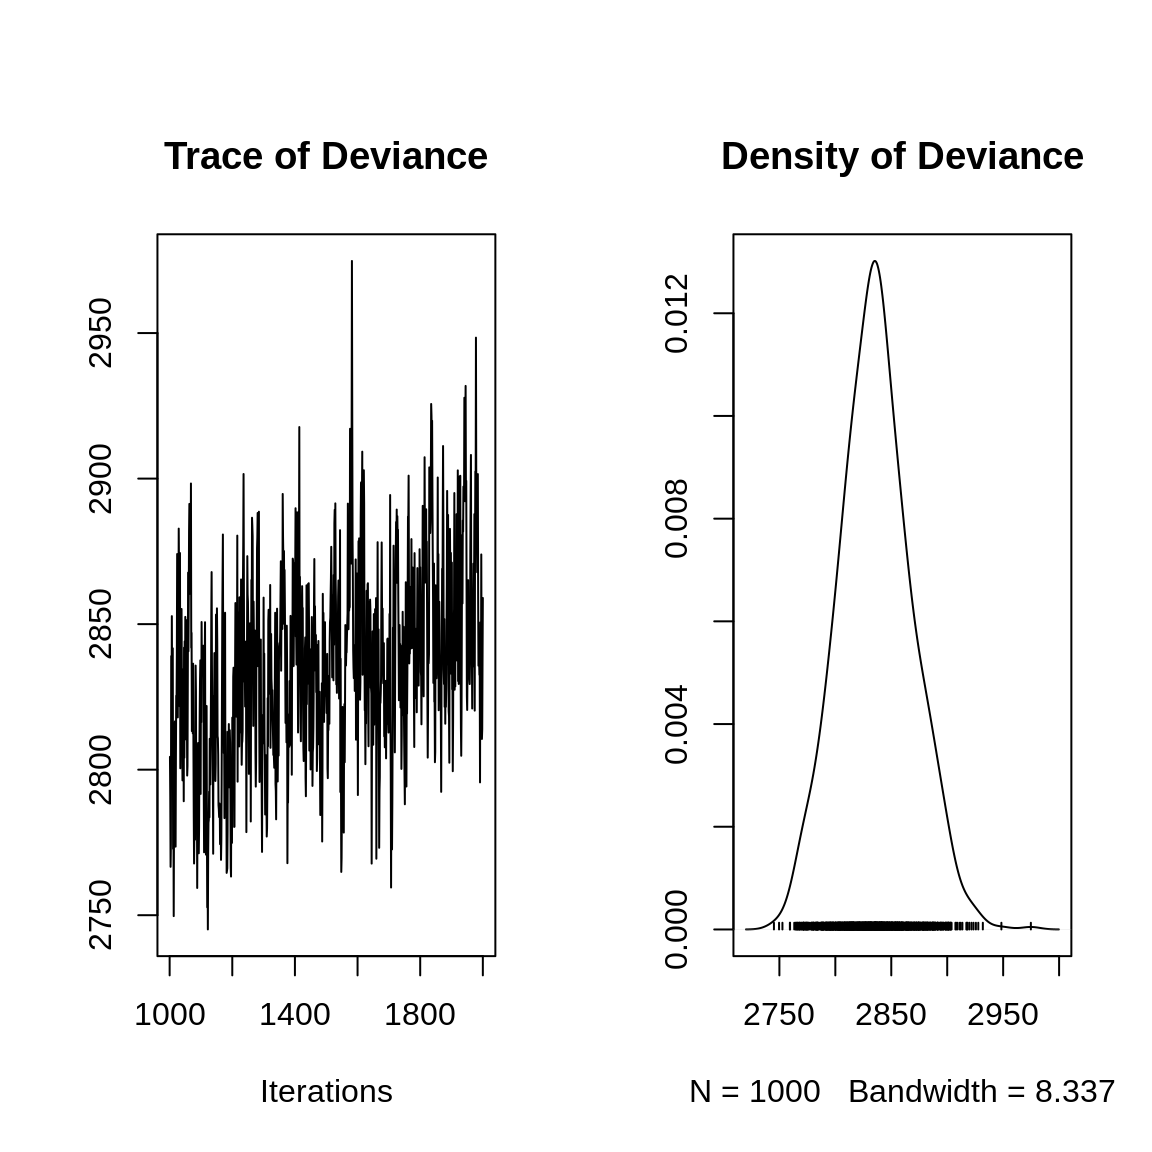 Trace of Deviance
2950
2900
2850
2800
2750
1000 1400 1800
Iterations
Density of Deviance
0.012
0.008
0.004
0.000
2750 2850 2950
N = 1000 Bandwidth = 8.337